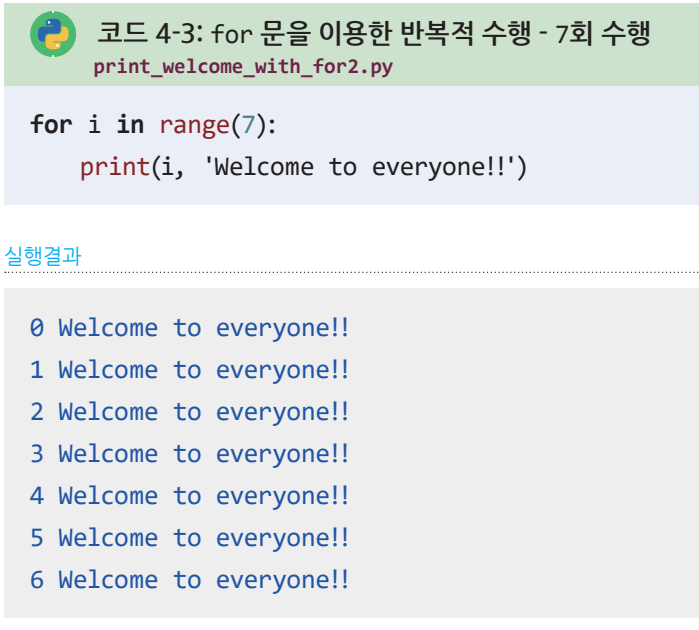 코드 4-3: for 문을 이용한 반복적 수행 - 7회 수행
print_welcome_with_for2.py
for i in range(7):
    print(i, 'Welcome to everyone!!')
실행결과
0 Welcome to everyone!!
1 Welcome to everyone!!
2 Welcome to everyone!!
3 Welcome to everyone!!
4 Welcome to everyone!!
5 Welcome to everyone!!
6 Welcome to everyone!!